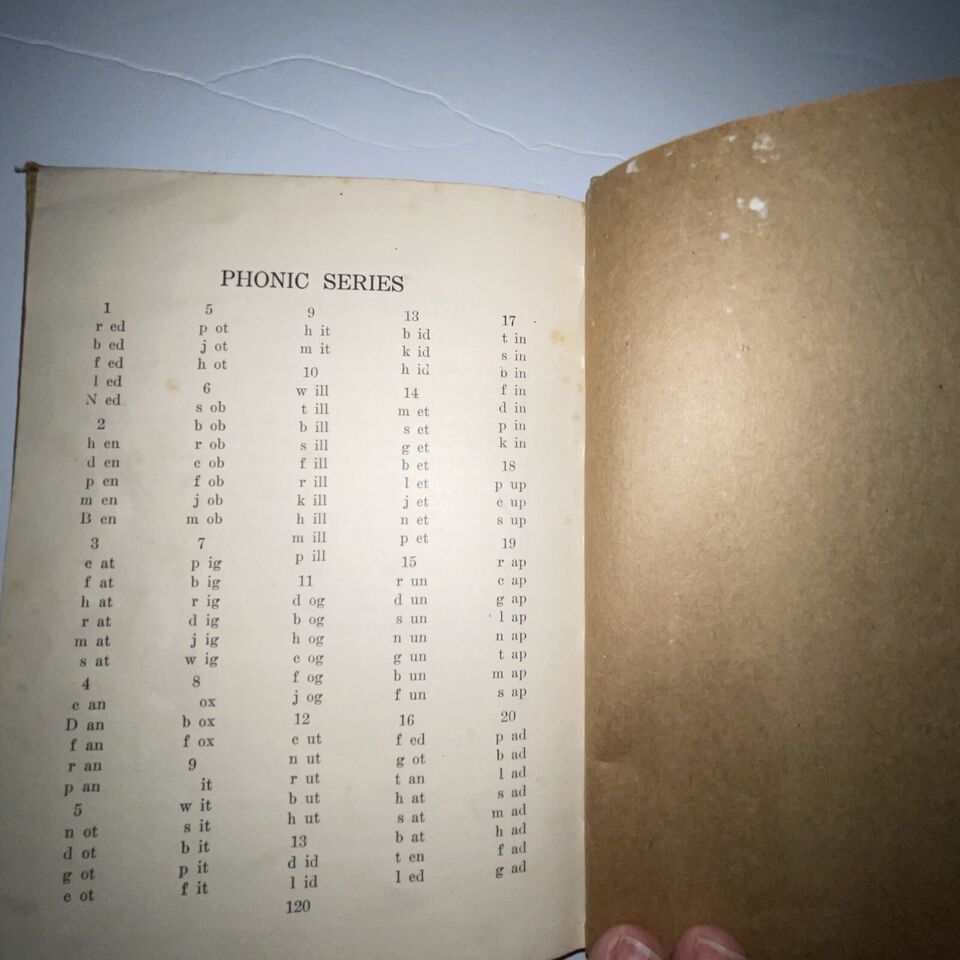 PHONIC SERIES
1
r ed
b ed
f ed
l ed
N ed
2
h en
d en
p en
m en
B en
3
c at
f at
h at
r at
m at
s at
4
c an
D an
f an
r an
p an
5
n ot
d ot
g ot
c ot
5
p ot
j ot
h ot
6
s ob
b ob
r ob
c ob
f ob
j ob
m ob
7
p ig
b ig
r ig
d ig
j ig
w ig
8
ox
b ox
f ox
9
it
w it
s it
b it
p it
f it
9
h it
m it
10
w ill
t ill
b ill
s ill
f ill
r ill
k ill
h ill
m ill
p ill
11
d og
b og
h og
c og
f og
j og
12
c ut
n ut
r ut
b ut
h ut
13
d id
l id
13
b id
k id
h id
14
m et
s et
g et
b et
l et
j et
n et
p et
15
r un
d un
s un
n un
g un
b un
f un
16
f ed
g ot
t an
h at
s at
b at
t en
l ed
17
t in
s in
b in
f in
d in
p in
k in
18
p up
c up
s up
19
r ap
c ap
g ap
l ap
n ap
t ap
m ap
s ap
20
p ad
b ad
l ad
s ad
m ad
h ad
f ad
g ad
120